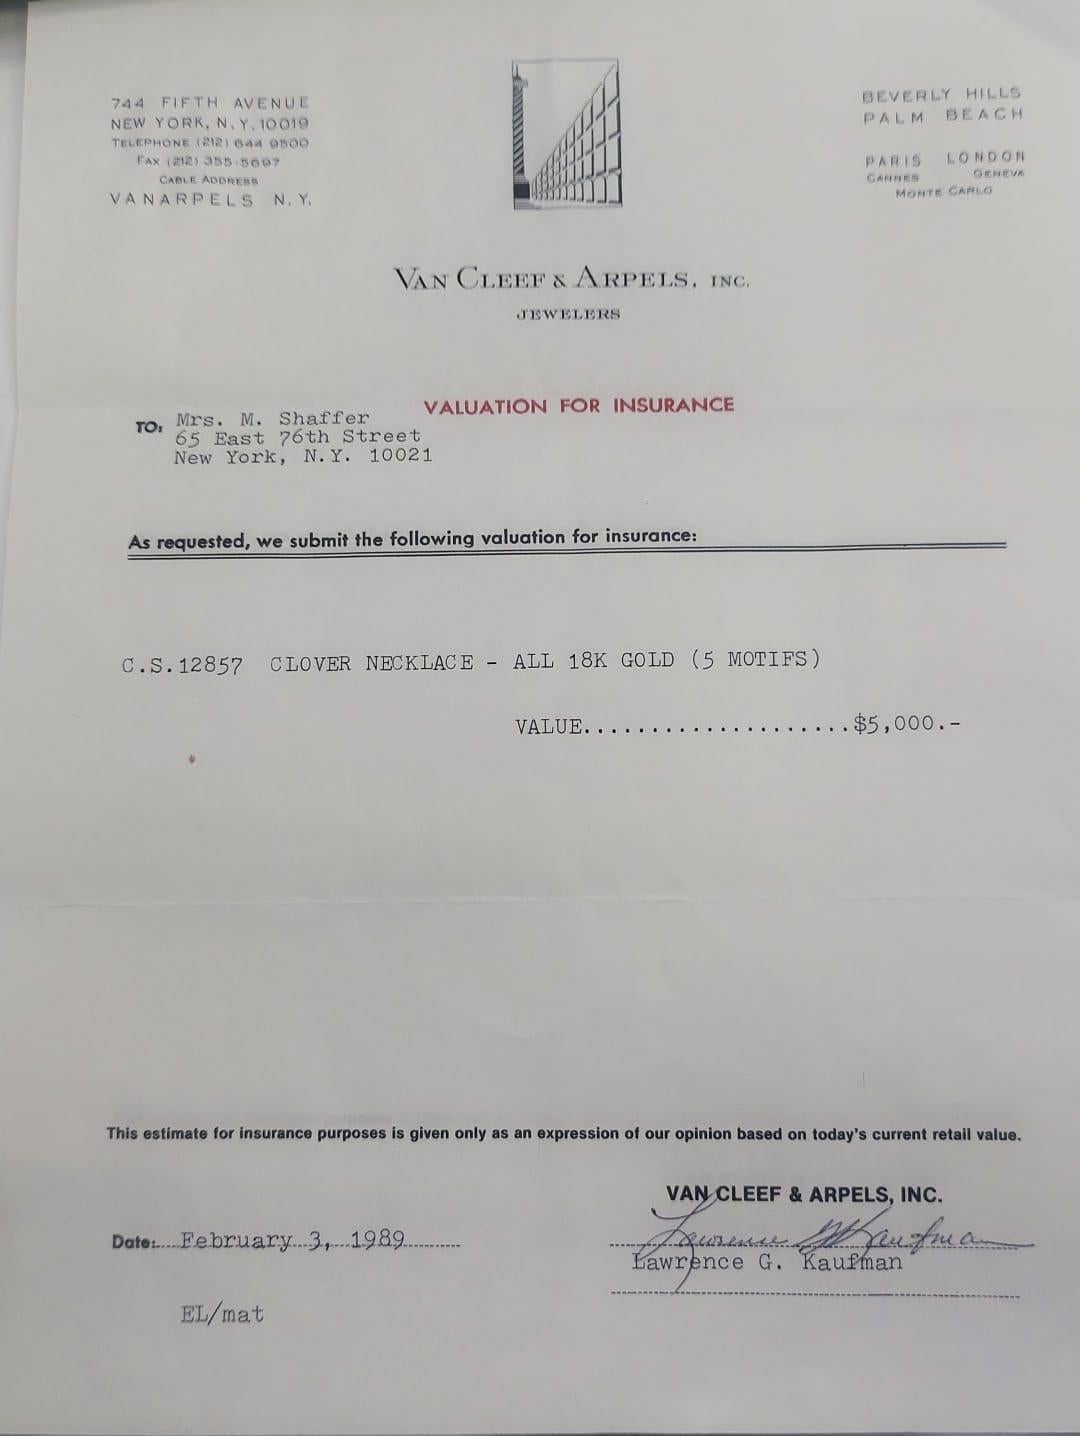 744 FIFTH AVENUE
NEW YORK, N.Y. 10019
TELEPHONE (212) 644 9500
FAX (212) 355-5697
CABLE ADDRESS
VANARPELS N.Y.
BEVERLY HILLS
PALM BEACH
PARIS LONDON
CANNES GENEVA
MONTE CARLO
VAN CLEEF & ARPELS, INC.
JEWELERS
VALUATION FOR INSURANCE
TO: Mrs. M. Shaffer
65 East 76th Street
New York, N.Y. 10021
As requested, we submit the following valuation for insurance:
C.S.12857 CLOVER NECKLACE - ALL 18K GOLD (5 MOTIFS)
VALUE....................$5,000.-
This estimate for insurance purposes is given only as an expression of our opinion based on today's current retail value.
VAN CLEEF & ARPELS, INC.
Lawrence G Kaufman
Date: February 3, 1989
Lawrence G. Kaufman
EL/mat